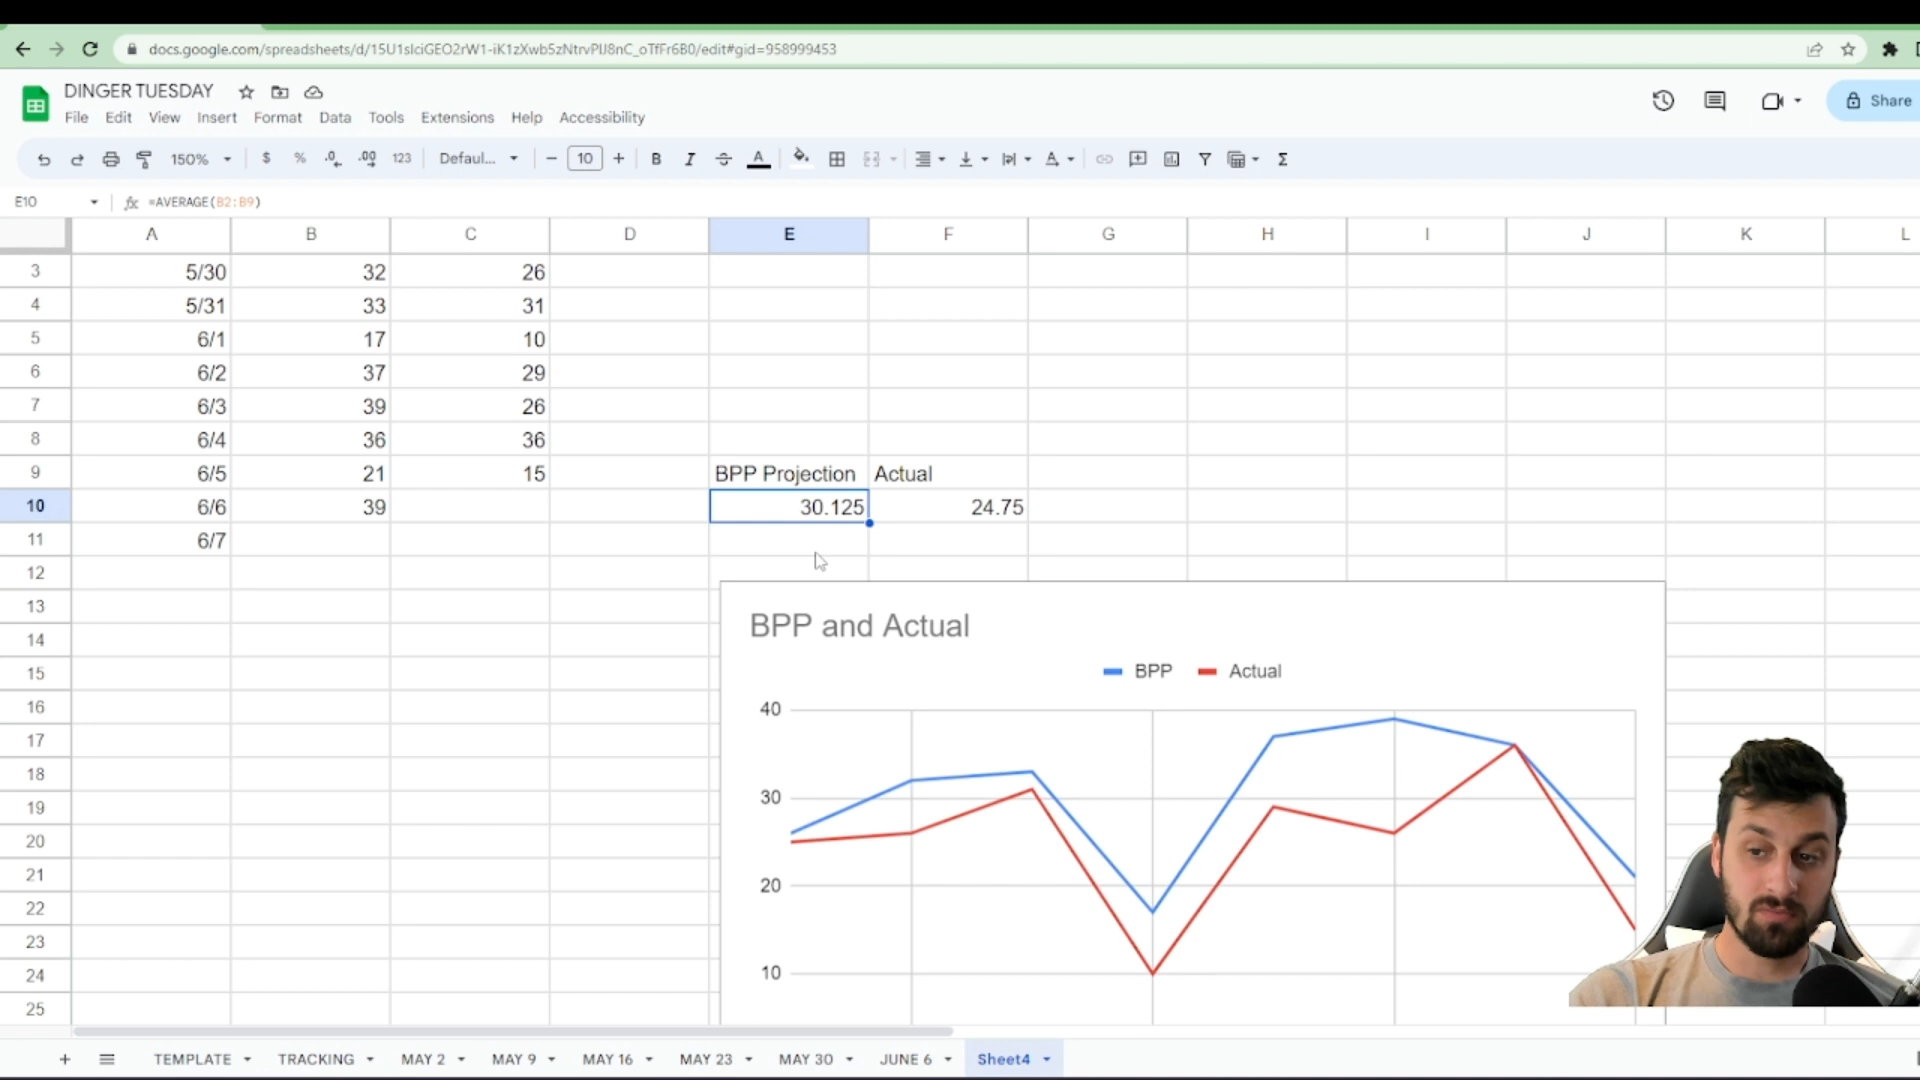 docs.google.com/spreadsheets/d/15U1slciGEO2rW1-iK1zXwb5zNtrvPIJ8nC_oTfFr6B0/edit#gid=958999453
DINGER TUESDAY
File Edit View Insert Format Data Tools Extensions Help Accessibility
Share
150% $ % .0 .00 123 Defaul... − 10 + B I A Σ
E10 fx =AVERAGE(B2:B9)
A B C D E F G H I J K L
3 5/30 32 26
4 5/31 33 31
5 6/1 17 10
6 6/2 37 29
7 6/3 39 26
8 6/4 36 36
9 6/5 21 15 BPP Projection Actual
10 6/6 39 30.125 24.75
11 6/7
12
13
14
15
16
17
18
19
20
21
22
23
24
25
BPP and Actual
BPP Actual
40
30
20
10
+ TEMPLATE TRACKING MAY 2 MAY 9 MAY 16 MAY 23 MAY 30 JUNE 6 Sheet4